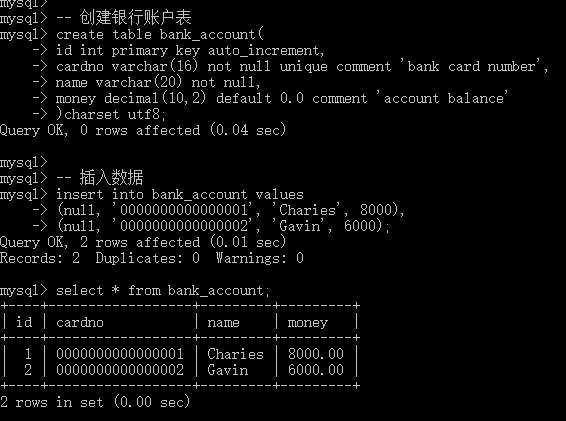 mysql>
mysql> -- 创建银行账户表
mysql> create table bank_account(
    -> id int primary key auto_increment,
    -> cardno varchar(16) not null unique comment 'bank card number',
    -> name varchar(20) not null,
    -> money decimal(10,2) default 0.0 comment 'account balance'
    -> )charset utf8;
Query OK, 0 rows affected (0.04 sec)

mysql>
mysql> -- 插入数据
mysql> insert into bank_account values
    -> (null, '0000000000000001', 'Charies', 8000),
    -> (null, '0000000000000002', 'Gavin', 6000);
Query OK, 2 rows affected (0.01 sec)
Records: 2  Duplicates: 0  Warnings: 0

mysql> select * from bank_account;
+----+------------------+---------+---------+
| id | cardno           | name    | money   |
+----+------------------+---------+---------+
|  1 | 0000000000000001 | Charies | 8000.00 |
|  2 | 0000000000000002 | Gavin   | 6000.00 |
+----+------------------+---------+---------+
2 rows in set (0.00 sec)